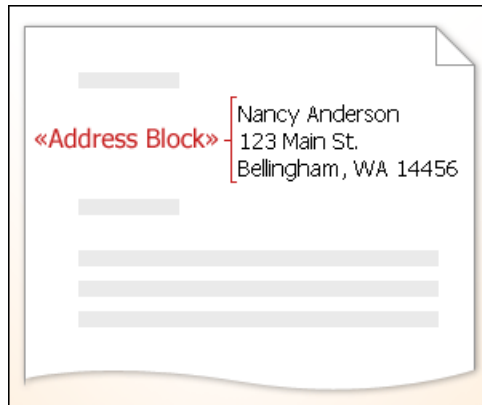 «Address Block»
Nancy Anderson
123 Main St.
Bellingham, WA 14456